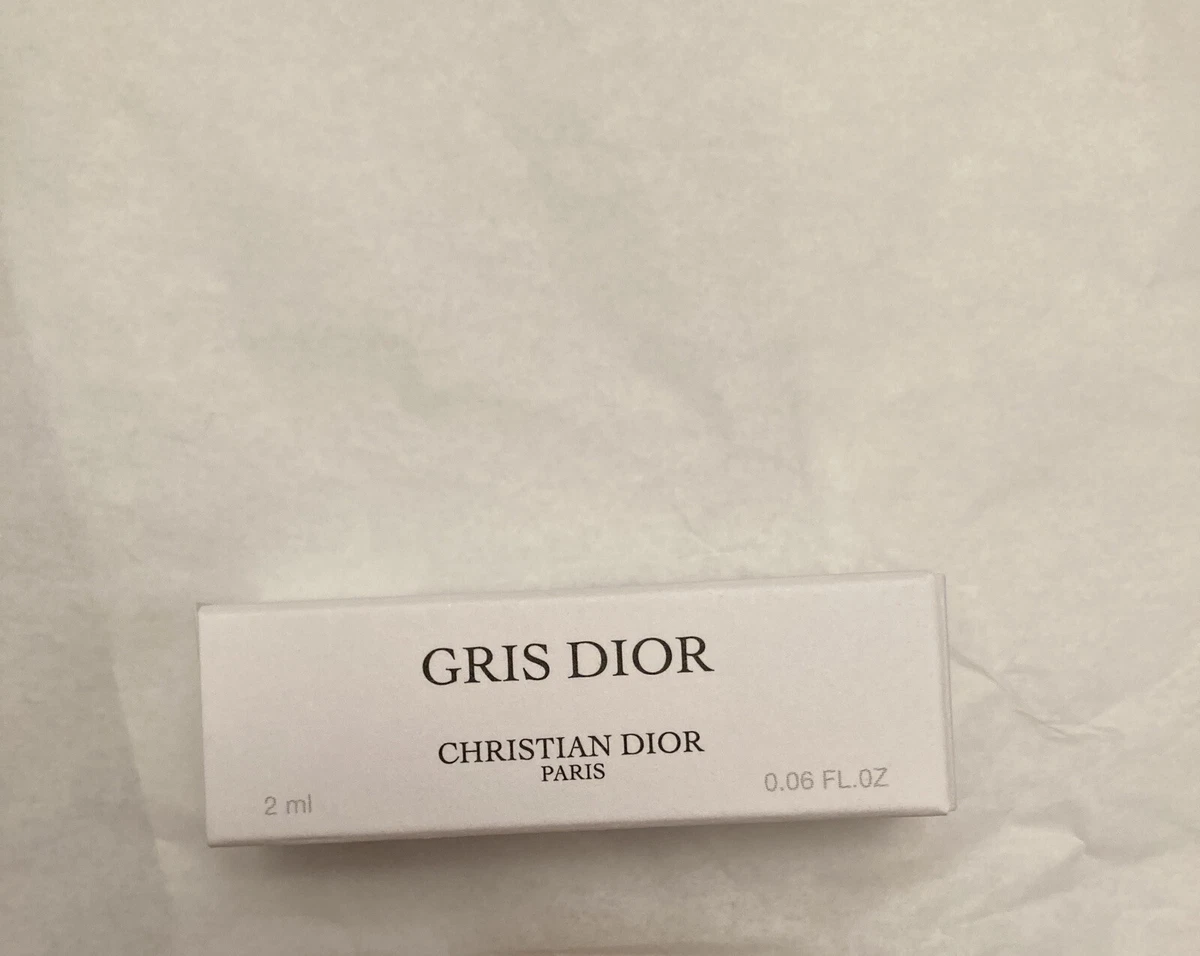 GRIS DIOR
CHRISTIAN DIOR
PARIS
2 ml
0.06 FL.OZ